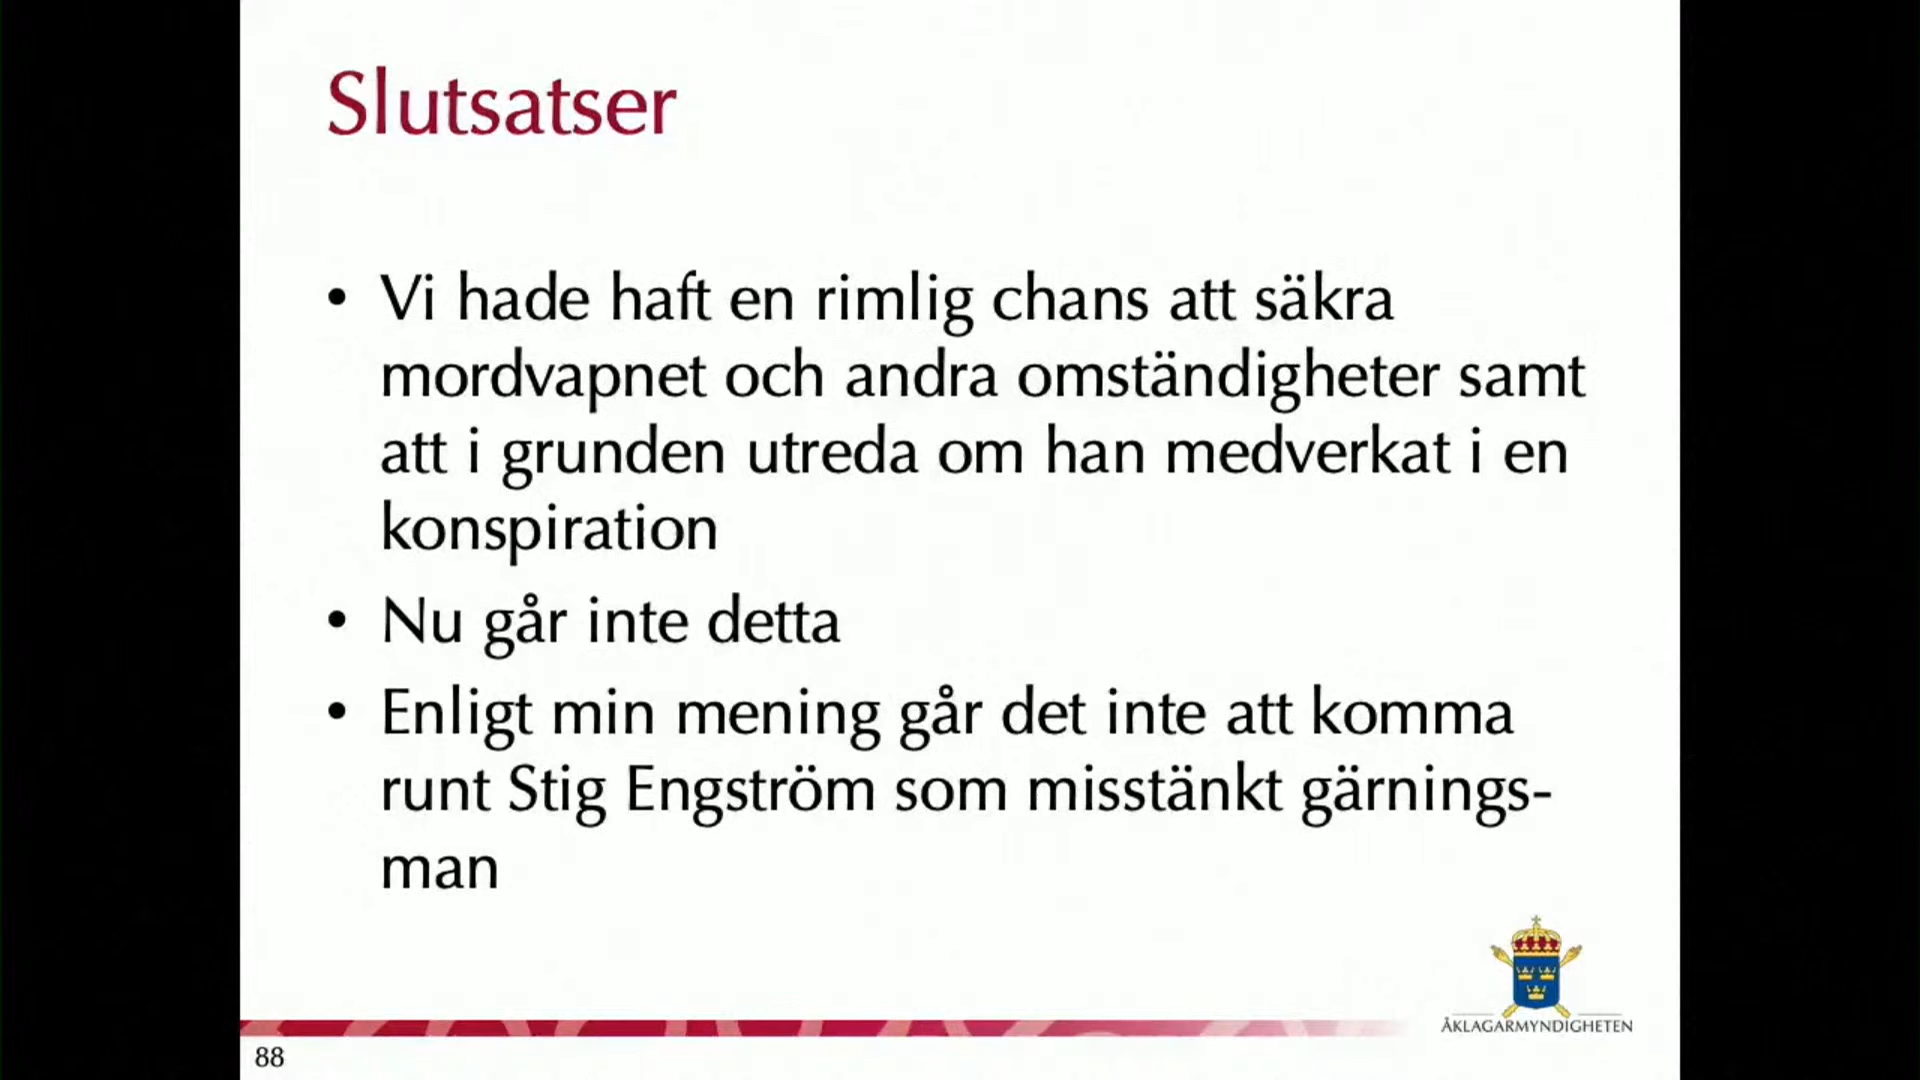 Slutsatser
• Vi hade haft en rimlig chans att säkra
mordvapnet och andra omständigheter samt
att i grunden utreda om han medverkat i en
konspiration
• Nu går inte detta
• Enligt min mening går det inte att komma
runt Stig Engström som misstänkt gärnings-
man
ÅKLAGARMYNDIGHETEN
88